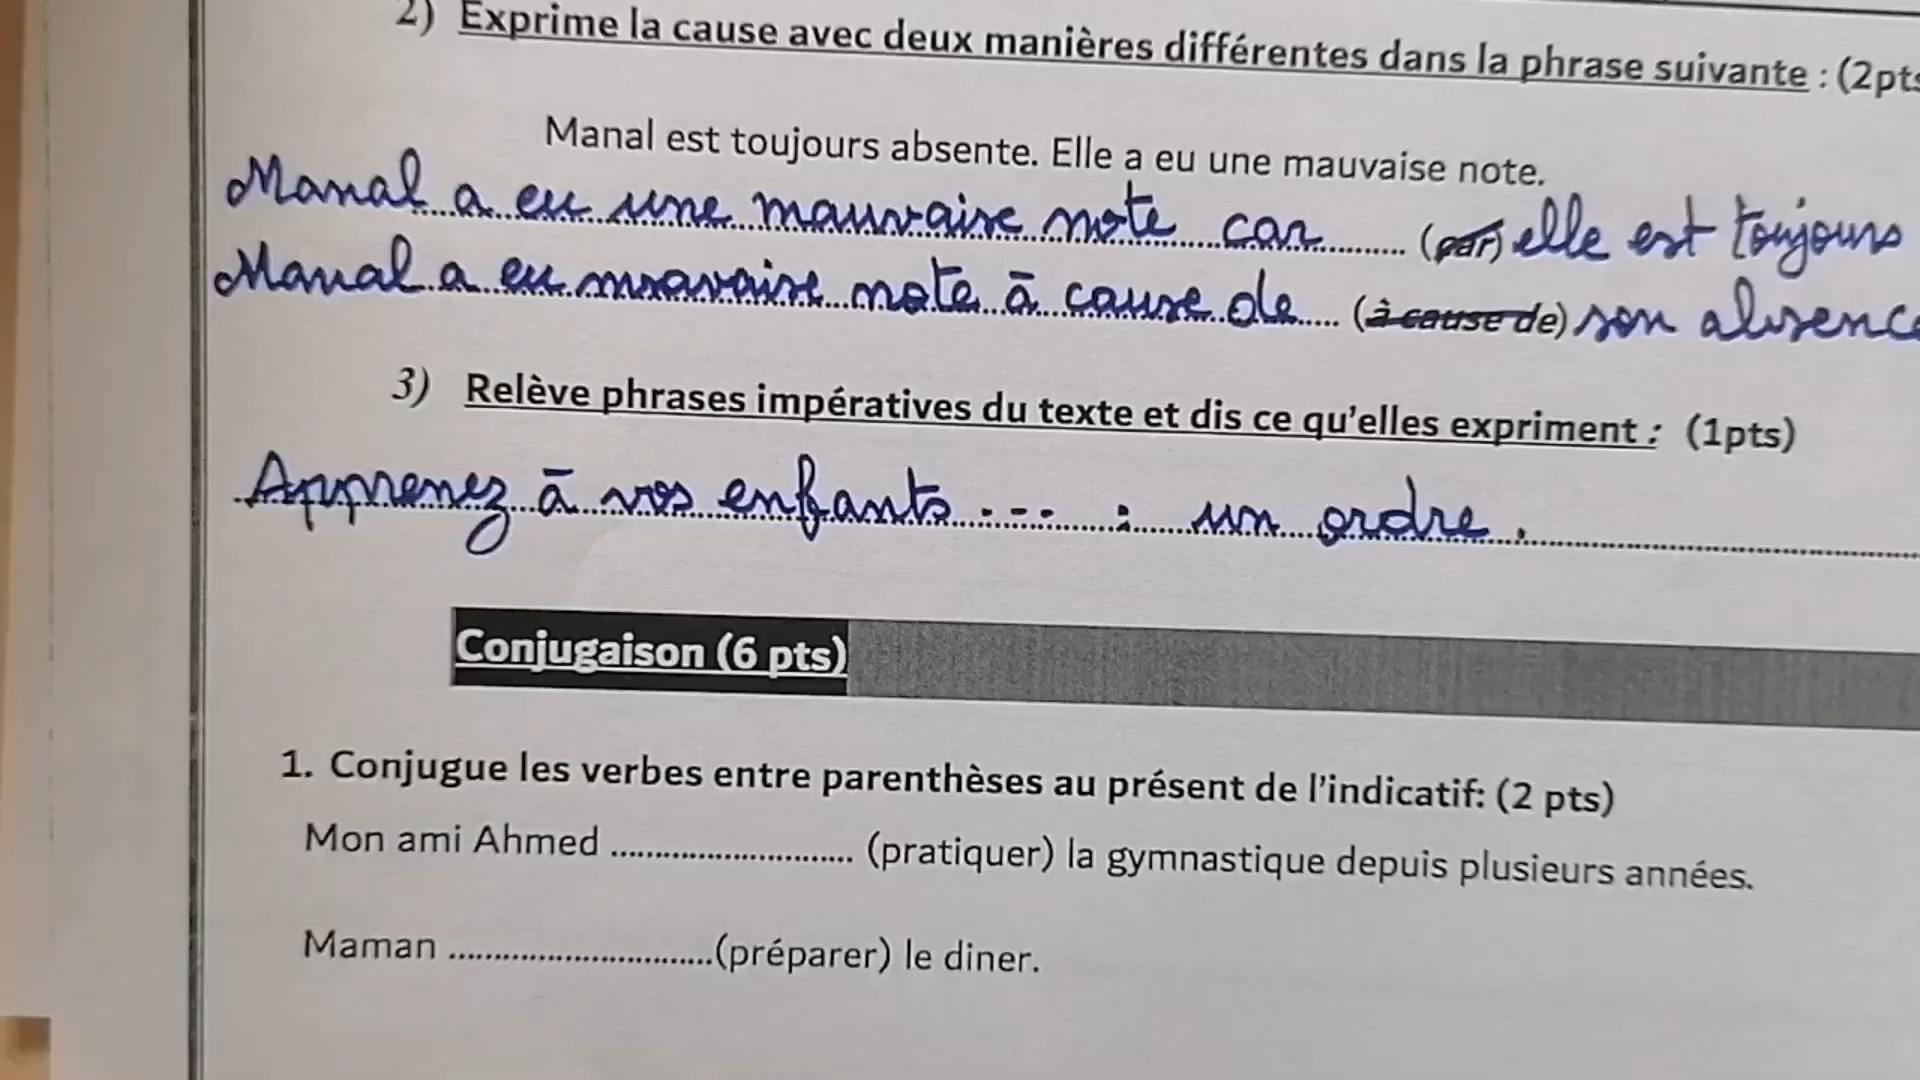 2) Exprime la cause avec deux manières différentes dans la phrase suivante : (2pts
Manal est toujours absente. Elle a eu une mauvaise note.
Manal a eu une mauvaise note car (par) elle est toujours
Manal a eu mauvaise note à cause de (à cause de) son absence
3) Relève phrases impératives du texte et dis ce qu'elles expriment : (1pts)
Apprenez à vos enfants --- : un ordre.
Conjugaison (6 pts)
1. Conjugue les verbes entre parenthèses au présent de l'indicatif: (2 pts)
Mon ami Ahmed ........................... (pratiquer) la gymnastique depuis plusieurs années.
Maman .............................(préparer) le diner.